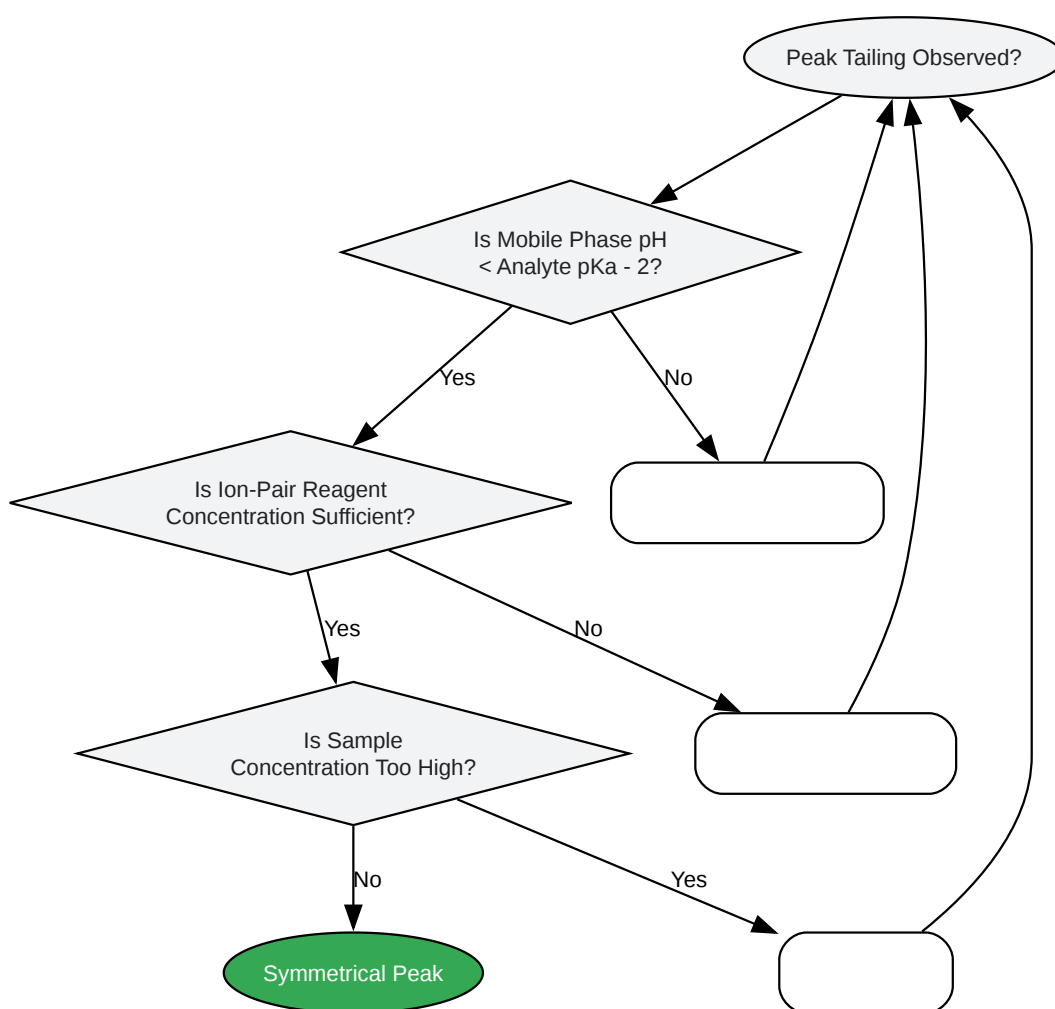 Peak Tailing Observed?
Is Mobile Phase pH
< Analyte pKa - 2?
Yes
No
Is Ion-Pair Reagent
Concentration Sufficient?
Yes
No
Is Sample
Concentration Too High?
No
Yes
Symmetrical Peak